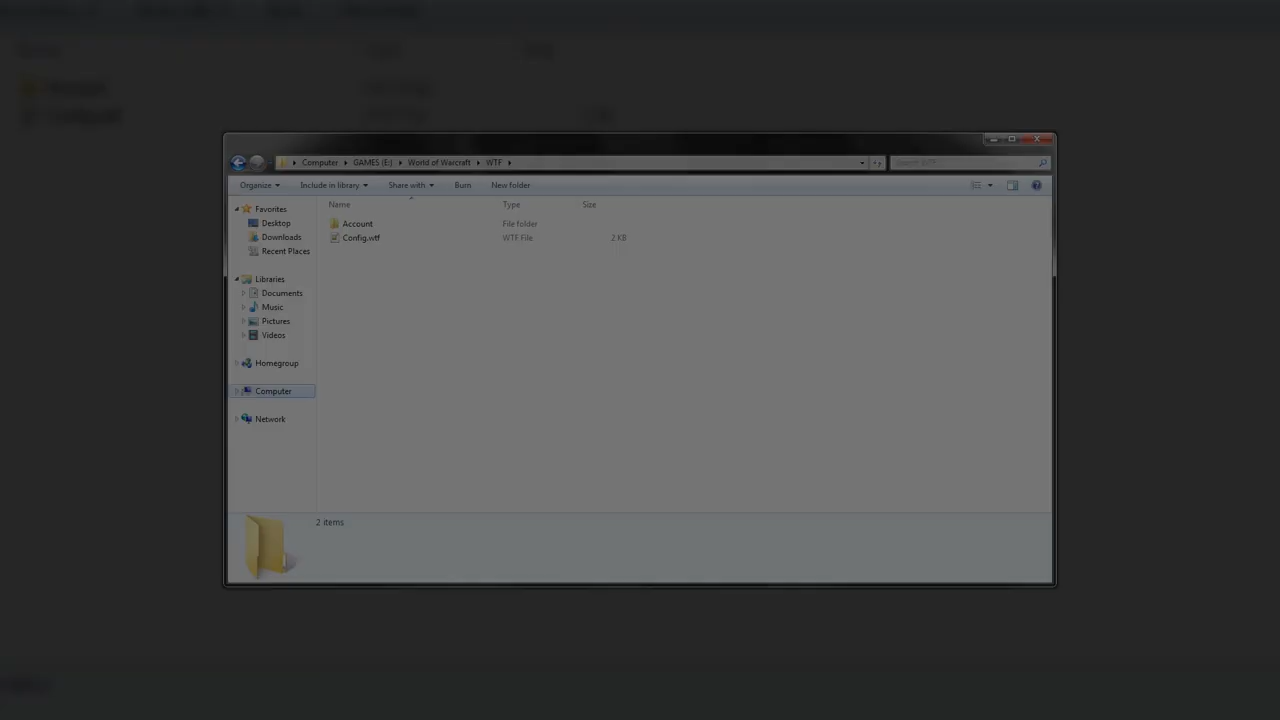 Computer GAMES (E:) World of Warcraft WTF
Search WTF
Organize Include in library Share with Burn New folder
Name Type Size
Favorites
Desktop
Downloads
Recent Places
Libraries
Documents
Music
Pictures
Videos
Homegroup
Computer
Network
Account File folder
Config.wtf WTF File 2 KB
2 items